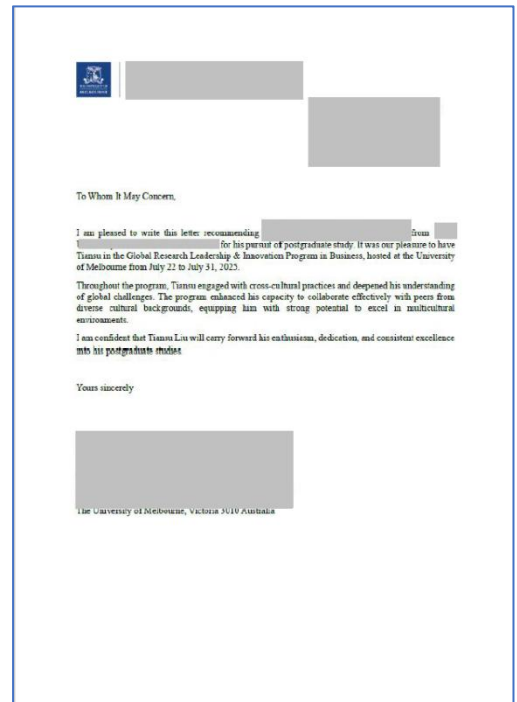 To Whom It May Concern,
I am pleased to write this letter recommending from
for his pursuit of postgraduate study. It was our pleasure to have
Tiansu in the Global Research Leadership & Innovation Program in Business, hosted at the University
of Melbourne from July 22 to July 31, 2025.
Throughout the program, Tiansu engaged with cross-cultural practices and deepened his understanding
of global challenges. The program enhanced his capacity to collaborate effectively with peers from
diverse cultural backgrounds, equipping him with strong potential to excel in multicultural
environments.
I am confident that Tiansu Liu will carry forward his enthusiasm, dedication, and consistent excellence
into his postgraduate studies.
Yours sincerely
The University of Melbourne, Victoria 3010 Australia